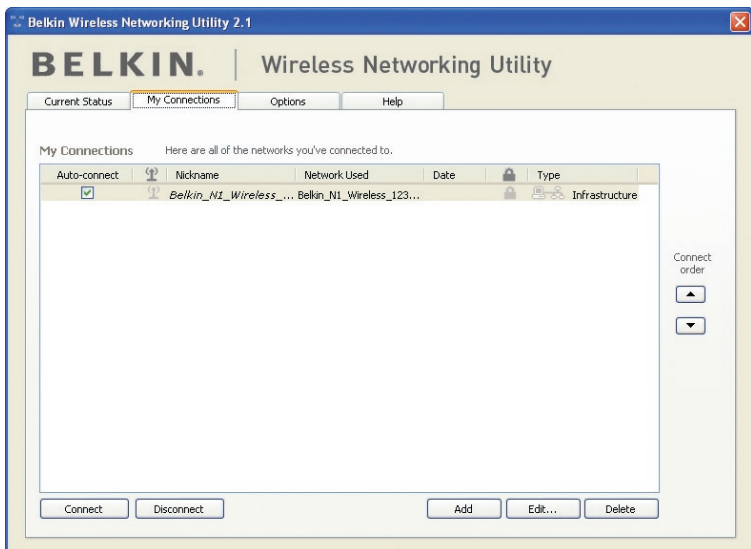 Belkin Wireless Networking Utility 2.1
BELKIN. | Wireless Networking Utility
Current Status My Connections Options Help
My Connections Here are all of the networks you've connected to.
Auto-connect Nickname Network Used Date Type
Belkin_N1_Wireless_... Belkin_N1_Wireless_123... Infrastructure
Connect
order
Connect Disconnect Add Edit... Delete